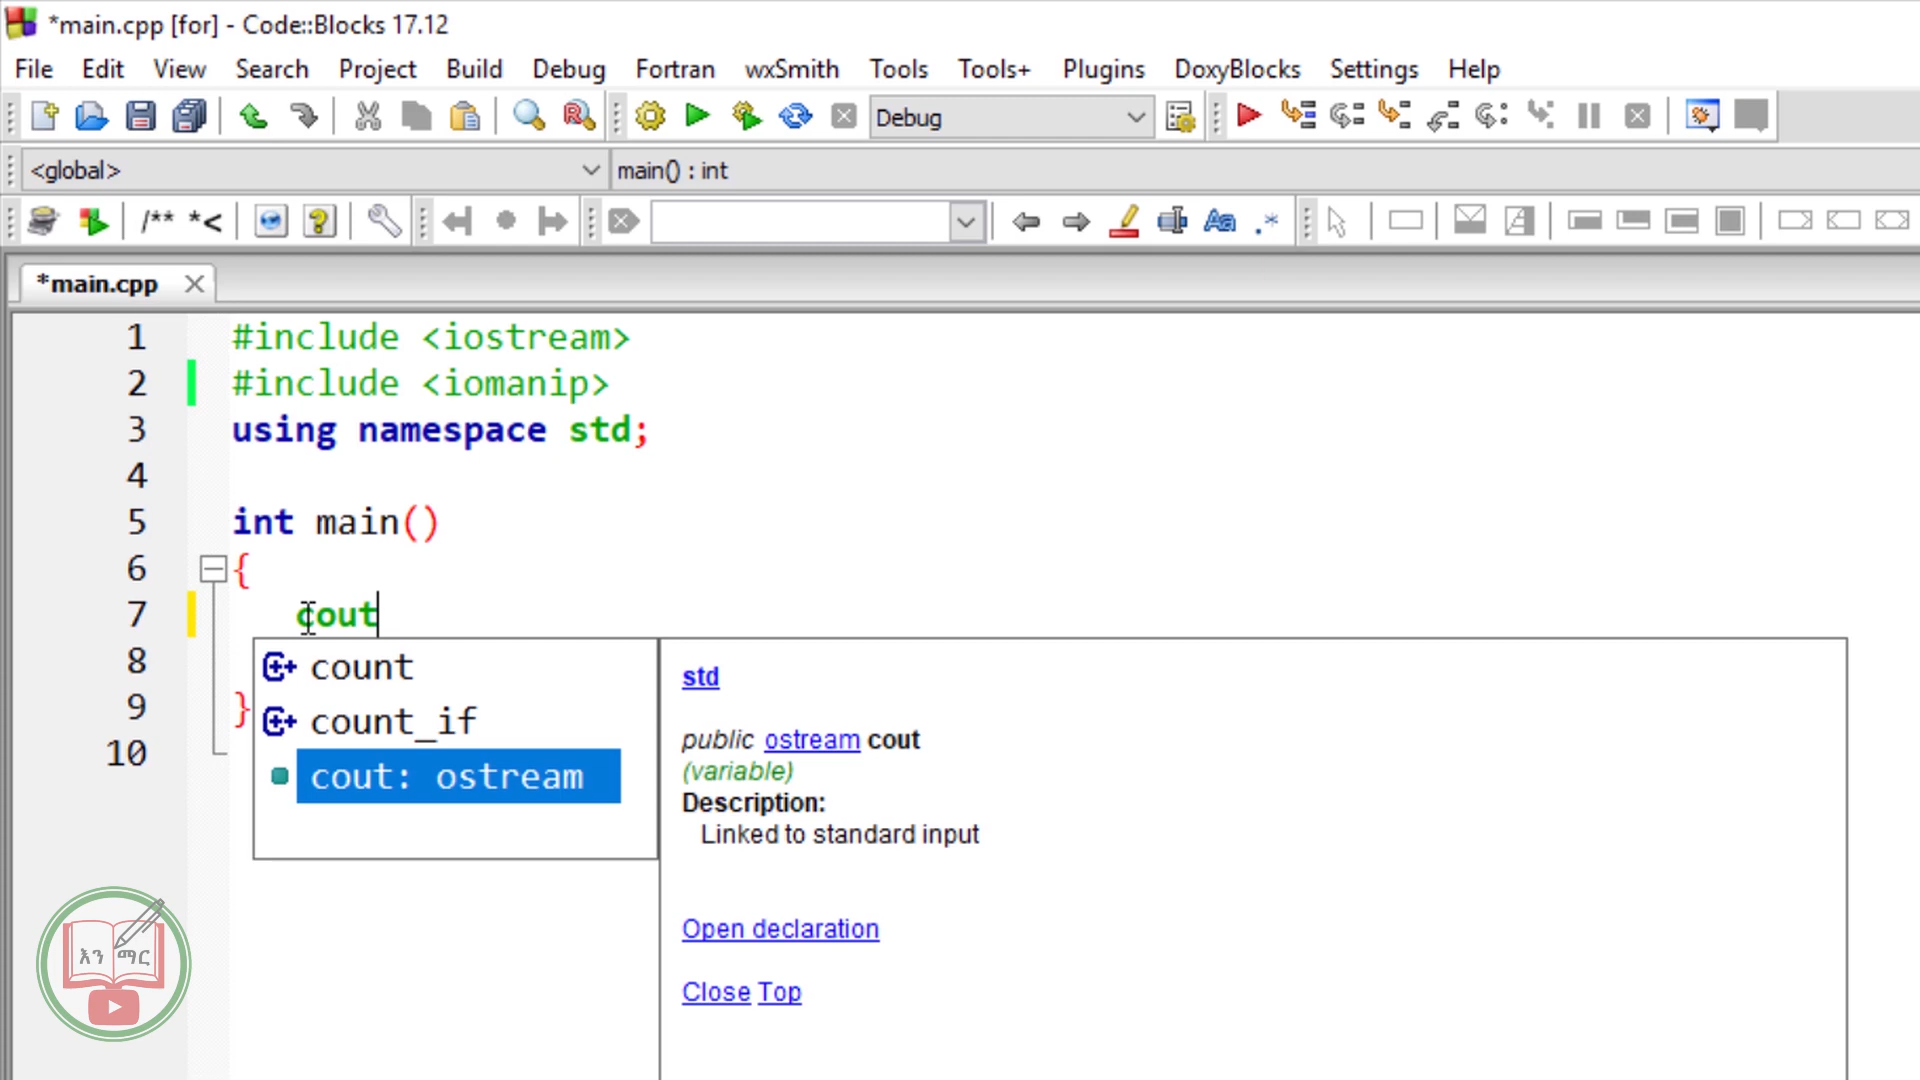 *main.cpp [for] - Code::Blocks 17.12
File Edit View Search Project Build Debug Fortran wxSmith Tools Tools+ Plugins DoxyBlocks Settings Help
Debug
<global> main() : int
/** *<
*main.cpp
1 #include <iostream>
2 #include <iomanip>
3 using namespace std;
4
5 int main()
6 {
7 cout
8
9 }
10
count
count_if
cout: ostream
std
public ostream cout
(variable)
Description:
Linked to standard input
Open declaration
Close Top
እን ማር